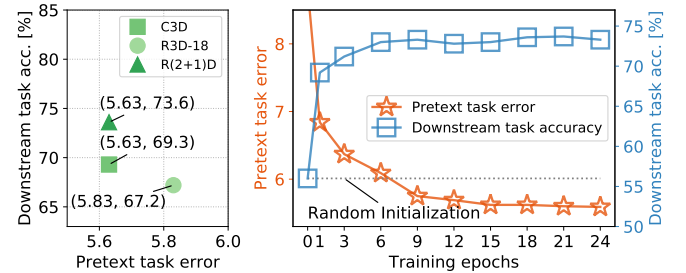 85
80
75
70
65
Downstream task acc. [%]
C3D
R3D-18
R(2+1)D
(5.63, 73.6)
(5.63, 69.3)
(5.83, 67.2)
5.6
5.8
6.0
Pretext task error
8
7
6
Pretext task error
Pretext task error
Downstream task accuracy
Random Initialization
0 1 3 6 9 12 15 18 21 24
Training epochs
75
70
65
60
55
50
Downstream task acc. [%]